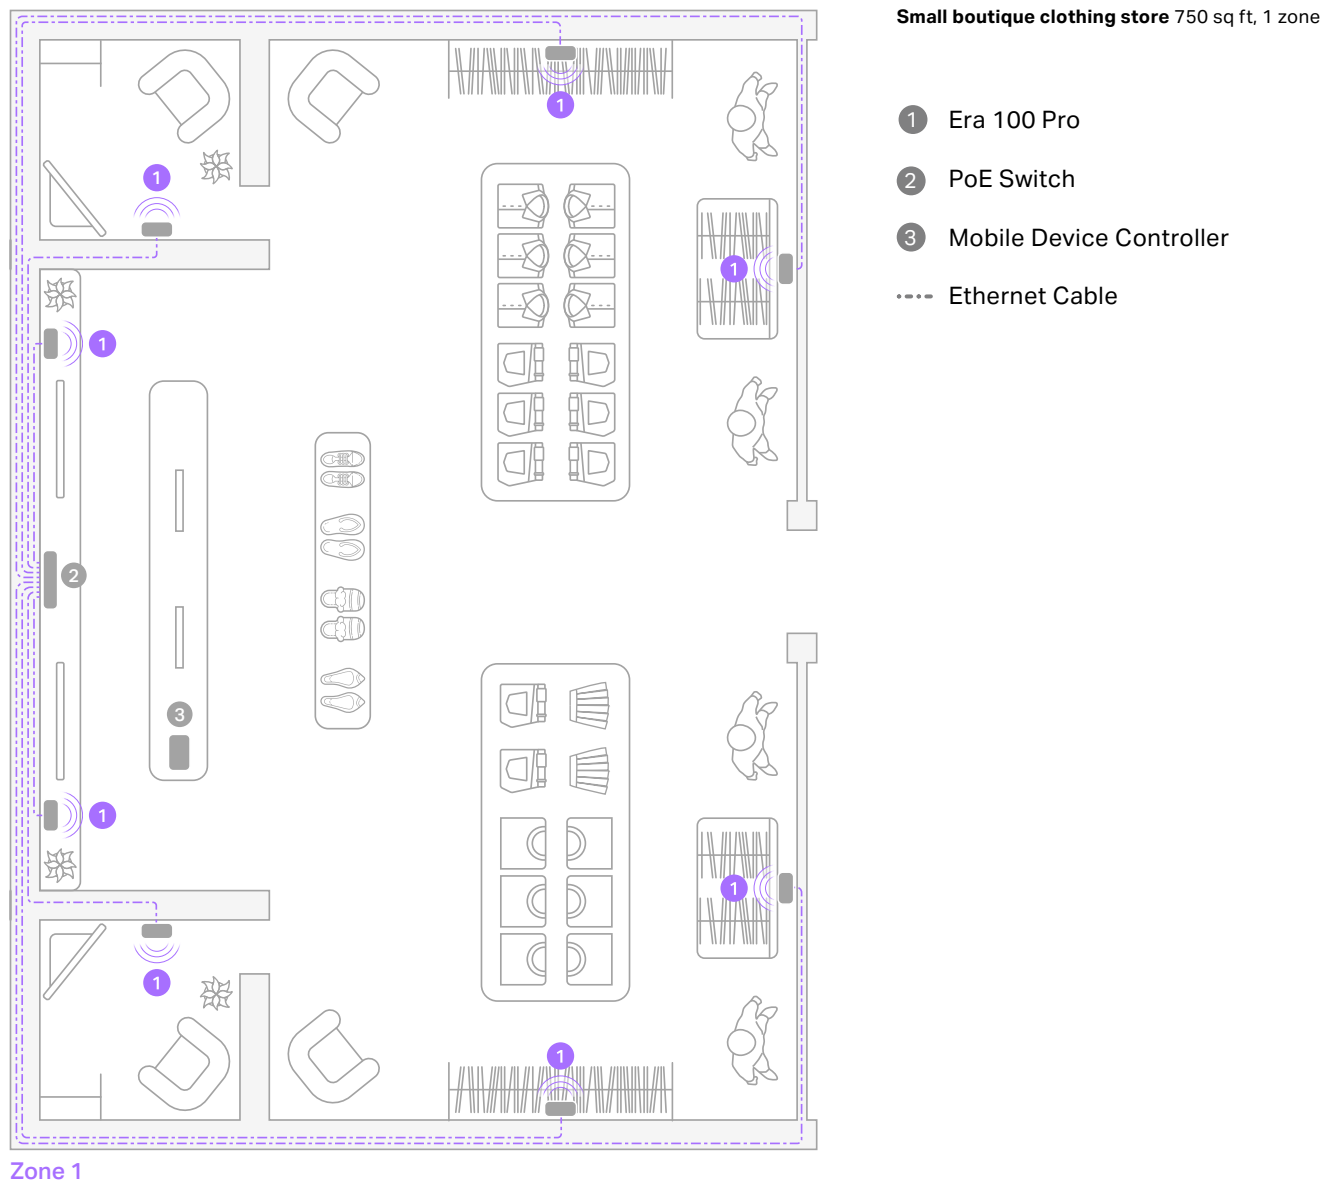 Small boutique clothing store 750 sq ft, 1 zone
1 Era 100 Pro
2 PoE Switch
3 Mobile Device Controller
Ethernet Cable
1
1
1
1
2
3
1
1
1
1
Zone 1